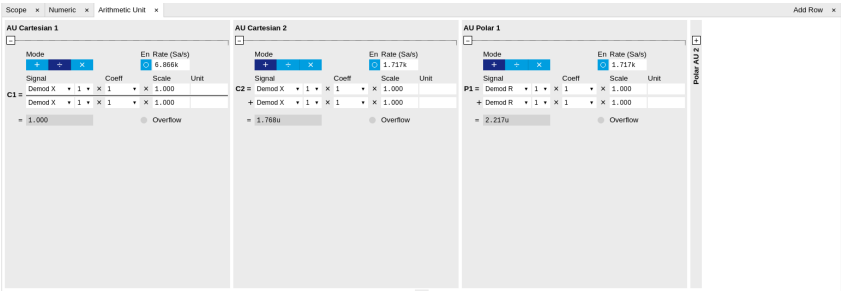 Scope × Numeric × Arithmetic Unit × Add Row ×
AU Cartesian 1
Mode En Rate (Sa/s)
+ ÷ × 6.866k
Signal Coeff Scale Unit
C1 = Demod X 1 × 1 × 1.000
Demod X 1 × 1 × 1.000
= 1.000 Overflow
AU Cartesian 2
Mode En Rate (Sa/s)
+ ÷ × 1.717k
Signal Coeff Scale Unit
C2 = Demod X 1 × 1 × 1.000
+ Demod X 1 × 1 × 1.000
= 1.768u Overflow
AU Polar 1
Mode En Rate (Sa/s)
+ ÷ × 1.717k
Signal Coeff Scale Unit
P1 = Demod R 1 × 1 × 1.000
+ Demod R 1 × 1 × 1.000
= 2.217u Overflow
Polar AU 2